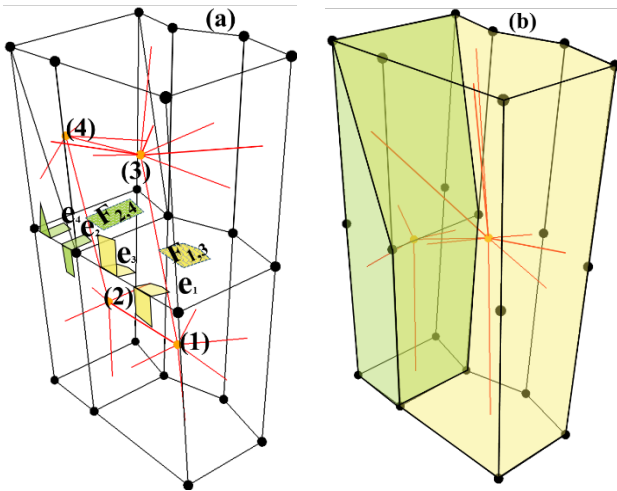 (a)
(b)
(4)
(3)
e₄
F₂,₄
e₂
e₃
F₁,₃
e₁
(2)
(1)